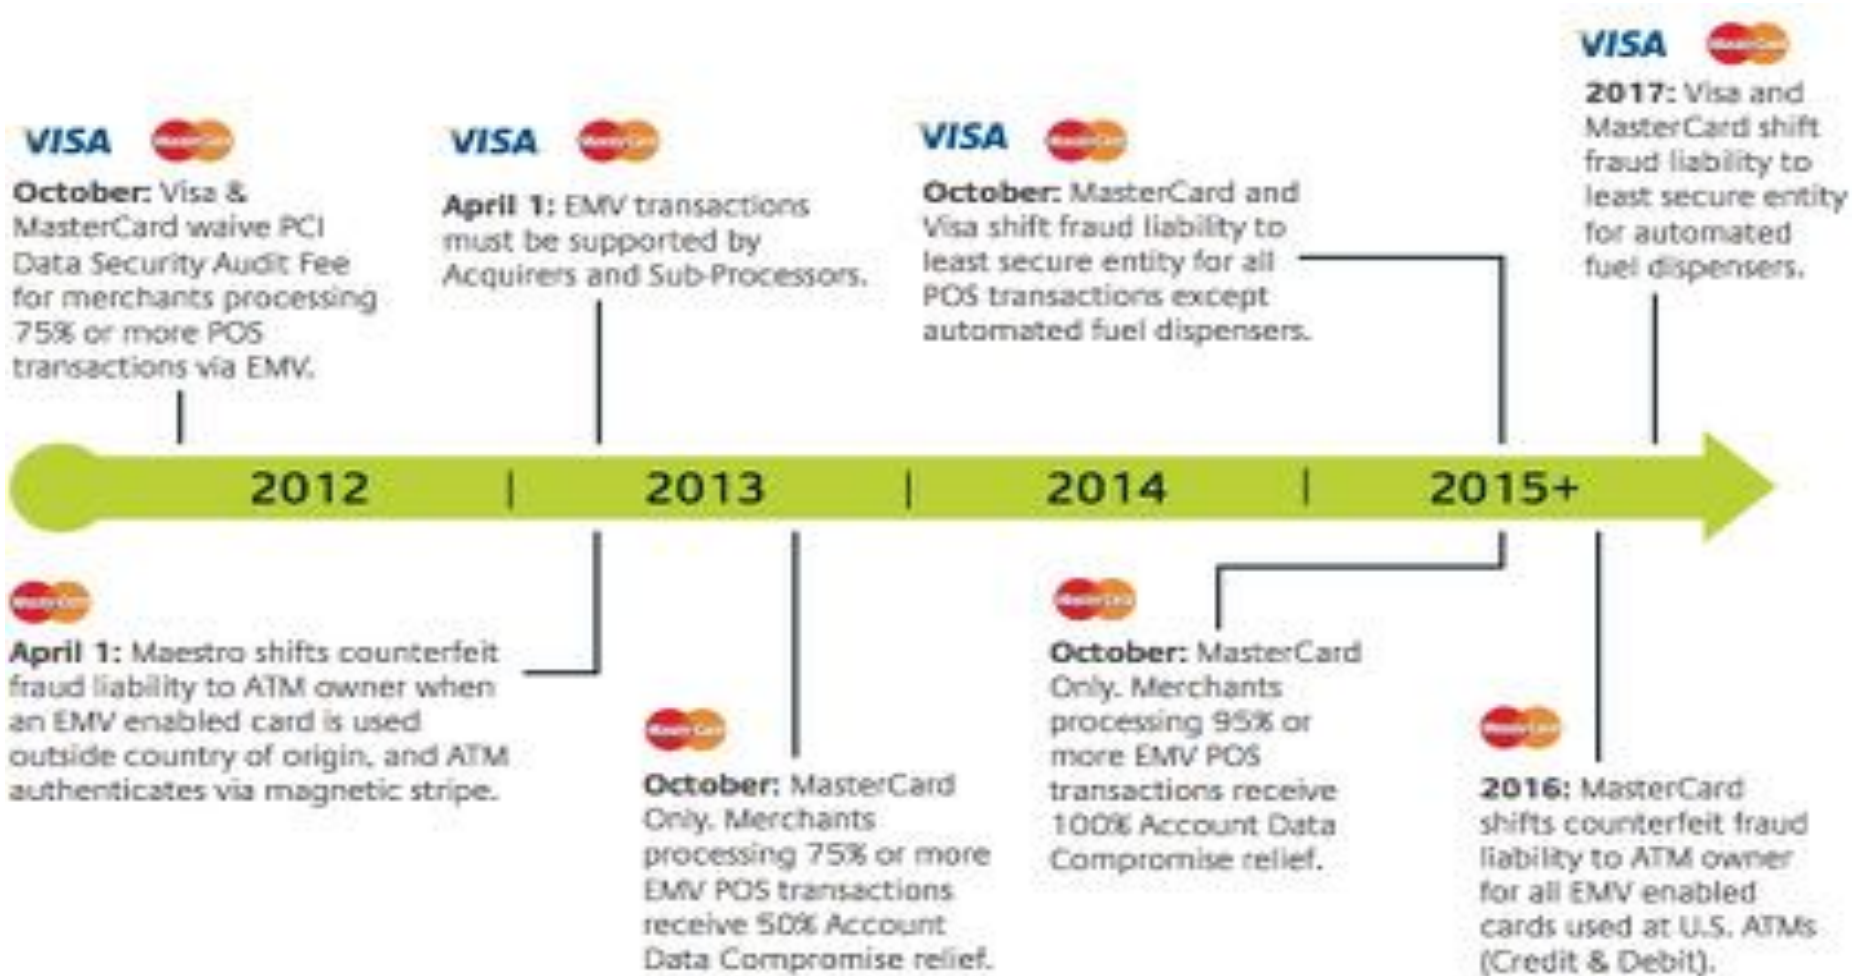 VISA MasterCard
October: Visa &
MasterCard waive PCI
Data Security Audit Fee
for merchants processing
75% or more POS
transactions via EMV.
VISA MasterCard
April 1: EMV transactions
must be supported by
Acquirers and Sub-Processors.
VISA MasterCard
October: MasterCard and
Visa shift fraud liability to
least secure entity for all
POS transactions except
automated fuel dispensers.
VISA MasterCard
2017: Visa and
MasterCard shift
fraud liability to
least secure entity
for automated
fuel dispensers.
2012 | 2013 | 2014 | 2015+
MasterCard
April 1: Maestro shifts counterfeit
fraud liability to ATM owner when
an EMV enabled card is used
outside country of origin, and ATM
authenticates via magnetic stripe.
MasterCard
October: MasterCard
Only. Merchants
processing 75% or more
EMV POS transactions
receive 50% Account
Data Compromise relief.
MasterCard
October: MasterCard
Only. Merchants
processing 95% or
more EMV POS
transactions receive
100% Account Data
Compromise relief.
MasterCard
2016: MasterCard
shifts counterfeit fraud
liability to ATM owner
for all EMV enabled
cards used at U.S. ATMs
(Credit & Debit).